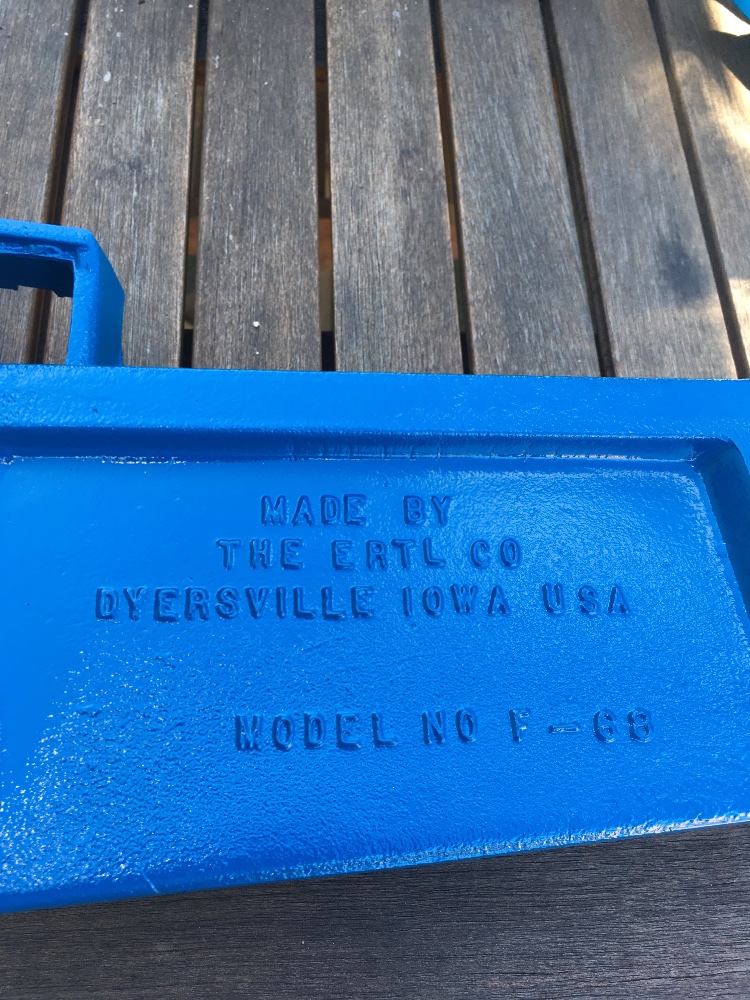 MADE BY
THE ERTL CO
DYERSVILLE IOWA USA
MODEL NO F-68